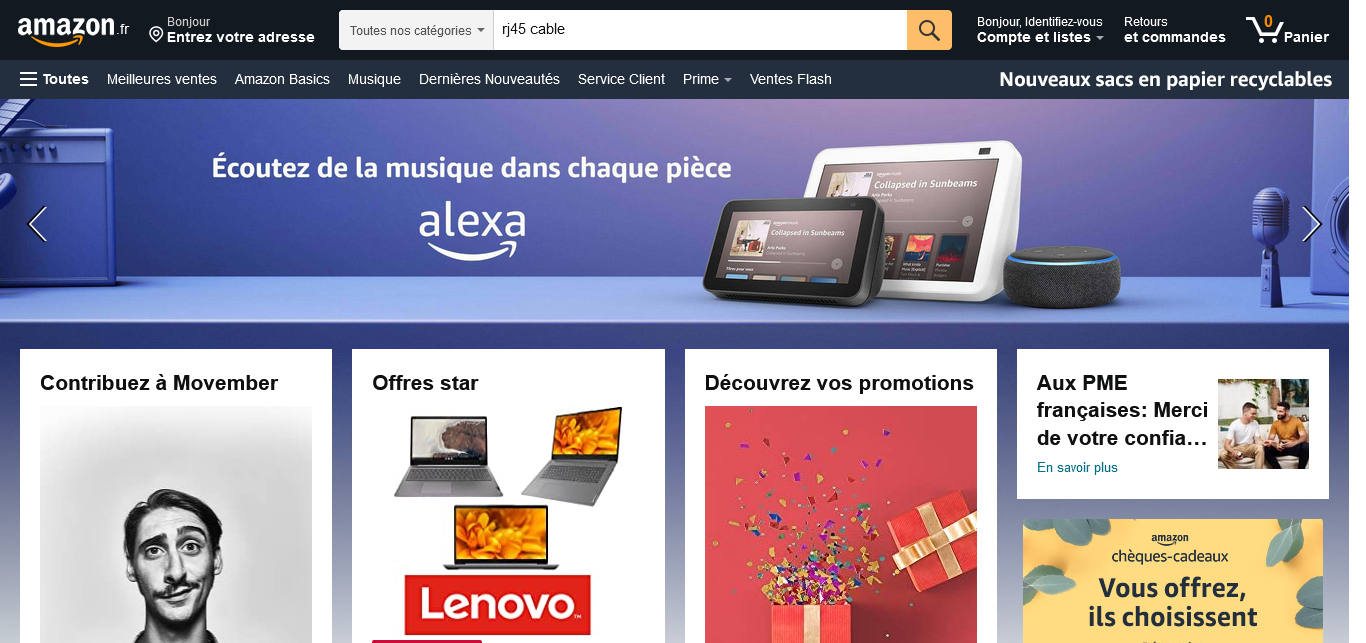 amazon.fr
Bonjour
Entrez votre adresse
Toutes nos catégories
rj45 cable
Bonjour, Identifiez-vous
Compte et listes
Retours
et commandes
0
Panier
Toutes
Meilleures ventes
Amazon Basics
Musique
Dernières Nouveautés
Service Client
Prime
Ventes Flash
Nouveaux sacs en papier recyclables
Écoutez de la musique dans chaque pièce
alexa
Collapsed in Sunbeams
Collapsed in Sunbeams
Contribuez à Movember
Offres star
Lenovo
Découvrez vos promotions
Aux PME
françaises: Merci
de votre confia…
En savoir plus
amazon
chèques-cadeaux
Vous offrez,
ils choisissent